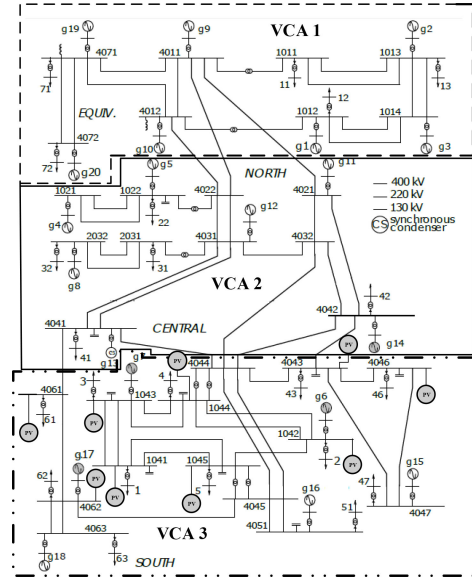 g19 g9 VCA 1 g2
4071 4011 1011 1013
71 11 13
EQUIV. 4012 12 1012 1014
4072 g10 g1 g3
72 g20 g5 NORTH g11
1021 1022 4022 4021
400 kV
220 kV
130 kV
CS synchronous
condenser
g4 22 g12
2032 2031 4031 4032
32 g8 31
VCA 2
42
4042
4041 CENTRAL
41 g13 CS PV g14
PV 4044 4043 4046
4061 3 g 4 43 46
PV 61 PV 1043 1044 g6 PV
g17 1042
62 1041 1045 2 PV g15
PV 1 PV 5 g16 47
4062 4045 51
4063 VCA 3 4051 4047
g18 63
SOUTH